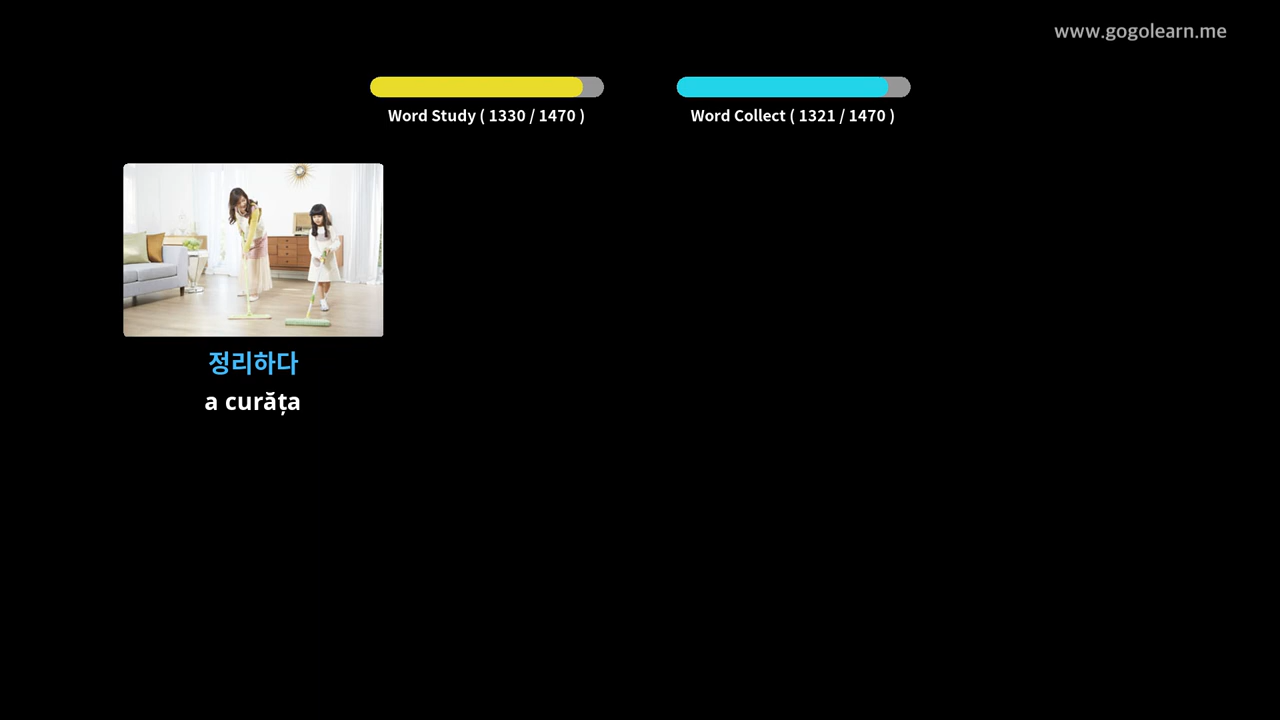 www.gogolearn.me
Word Study ( 1330 / 1470 )
Word Collect ( 1321 / 1470 )
정리하다
a curăța